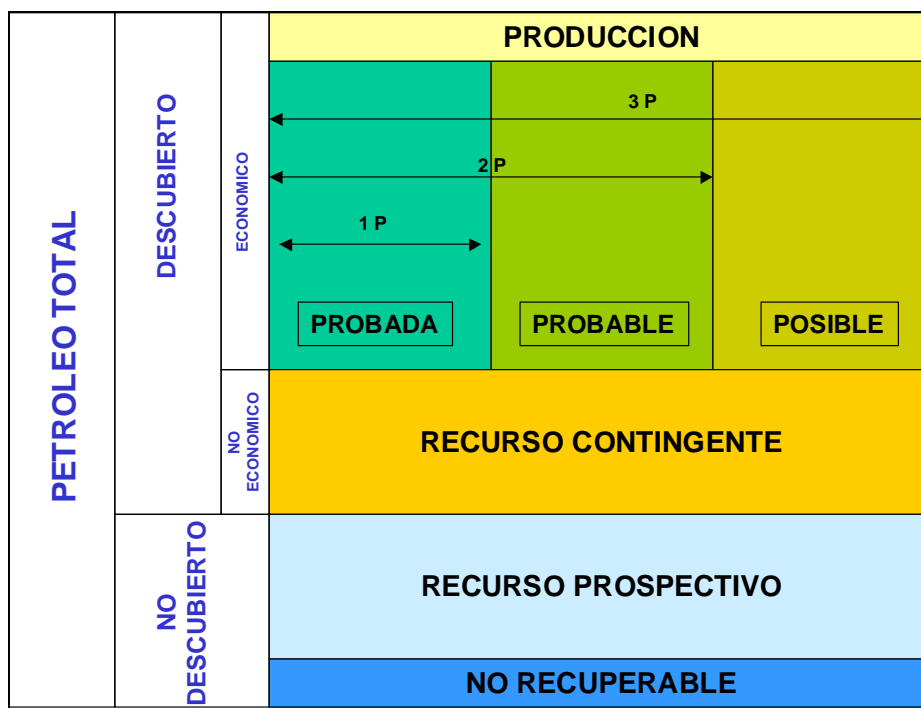 PETROLEO TOTAL
DESCUBIERTO
ECONOMICO
PRODUCCION
3 P
2 P
1 P
PROBADA
PROBABLE
POSIBLE
NO
ECONOMICO
RECURSO CONTINGENTE
NO
DESCUBIERTO
RECURSO PROSPECTIVO
NO RECUPERABLE